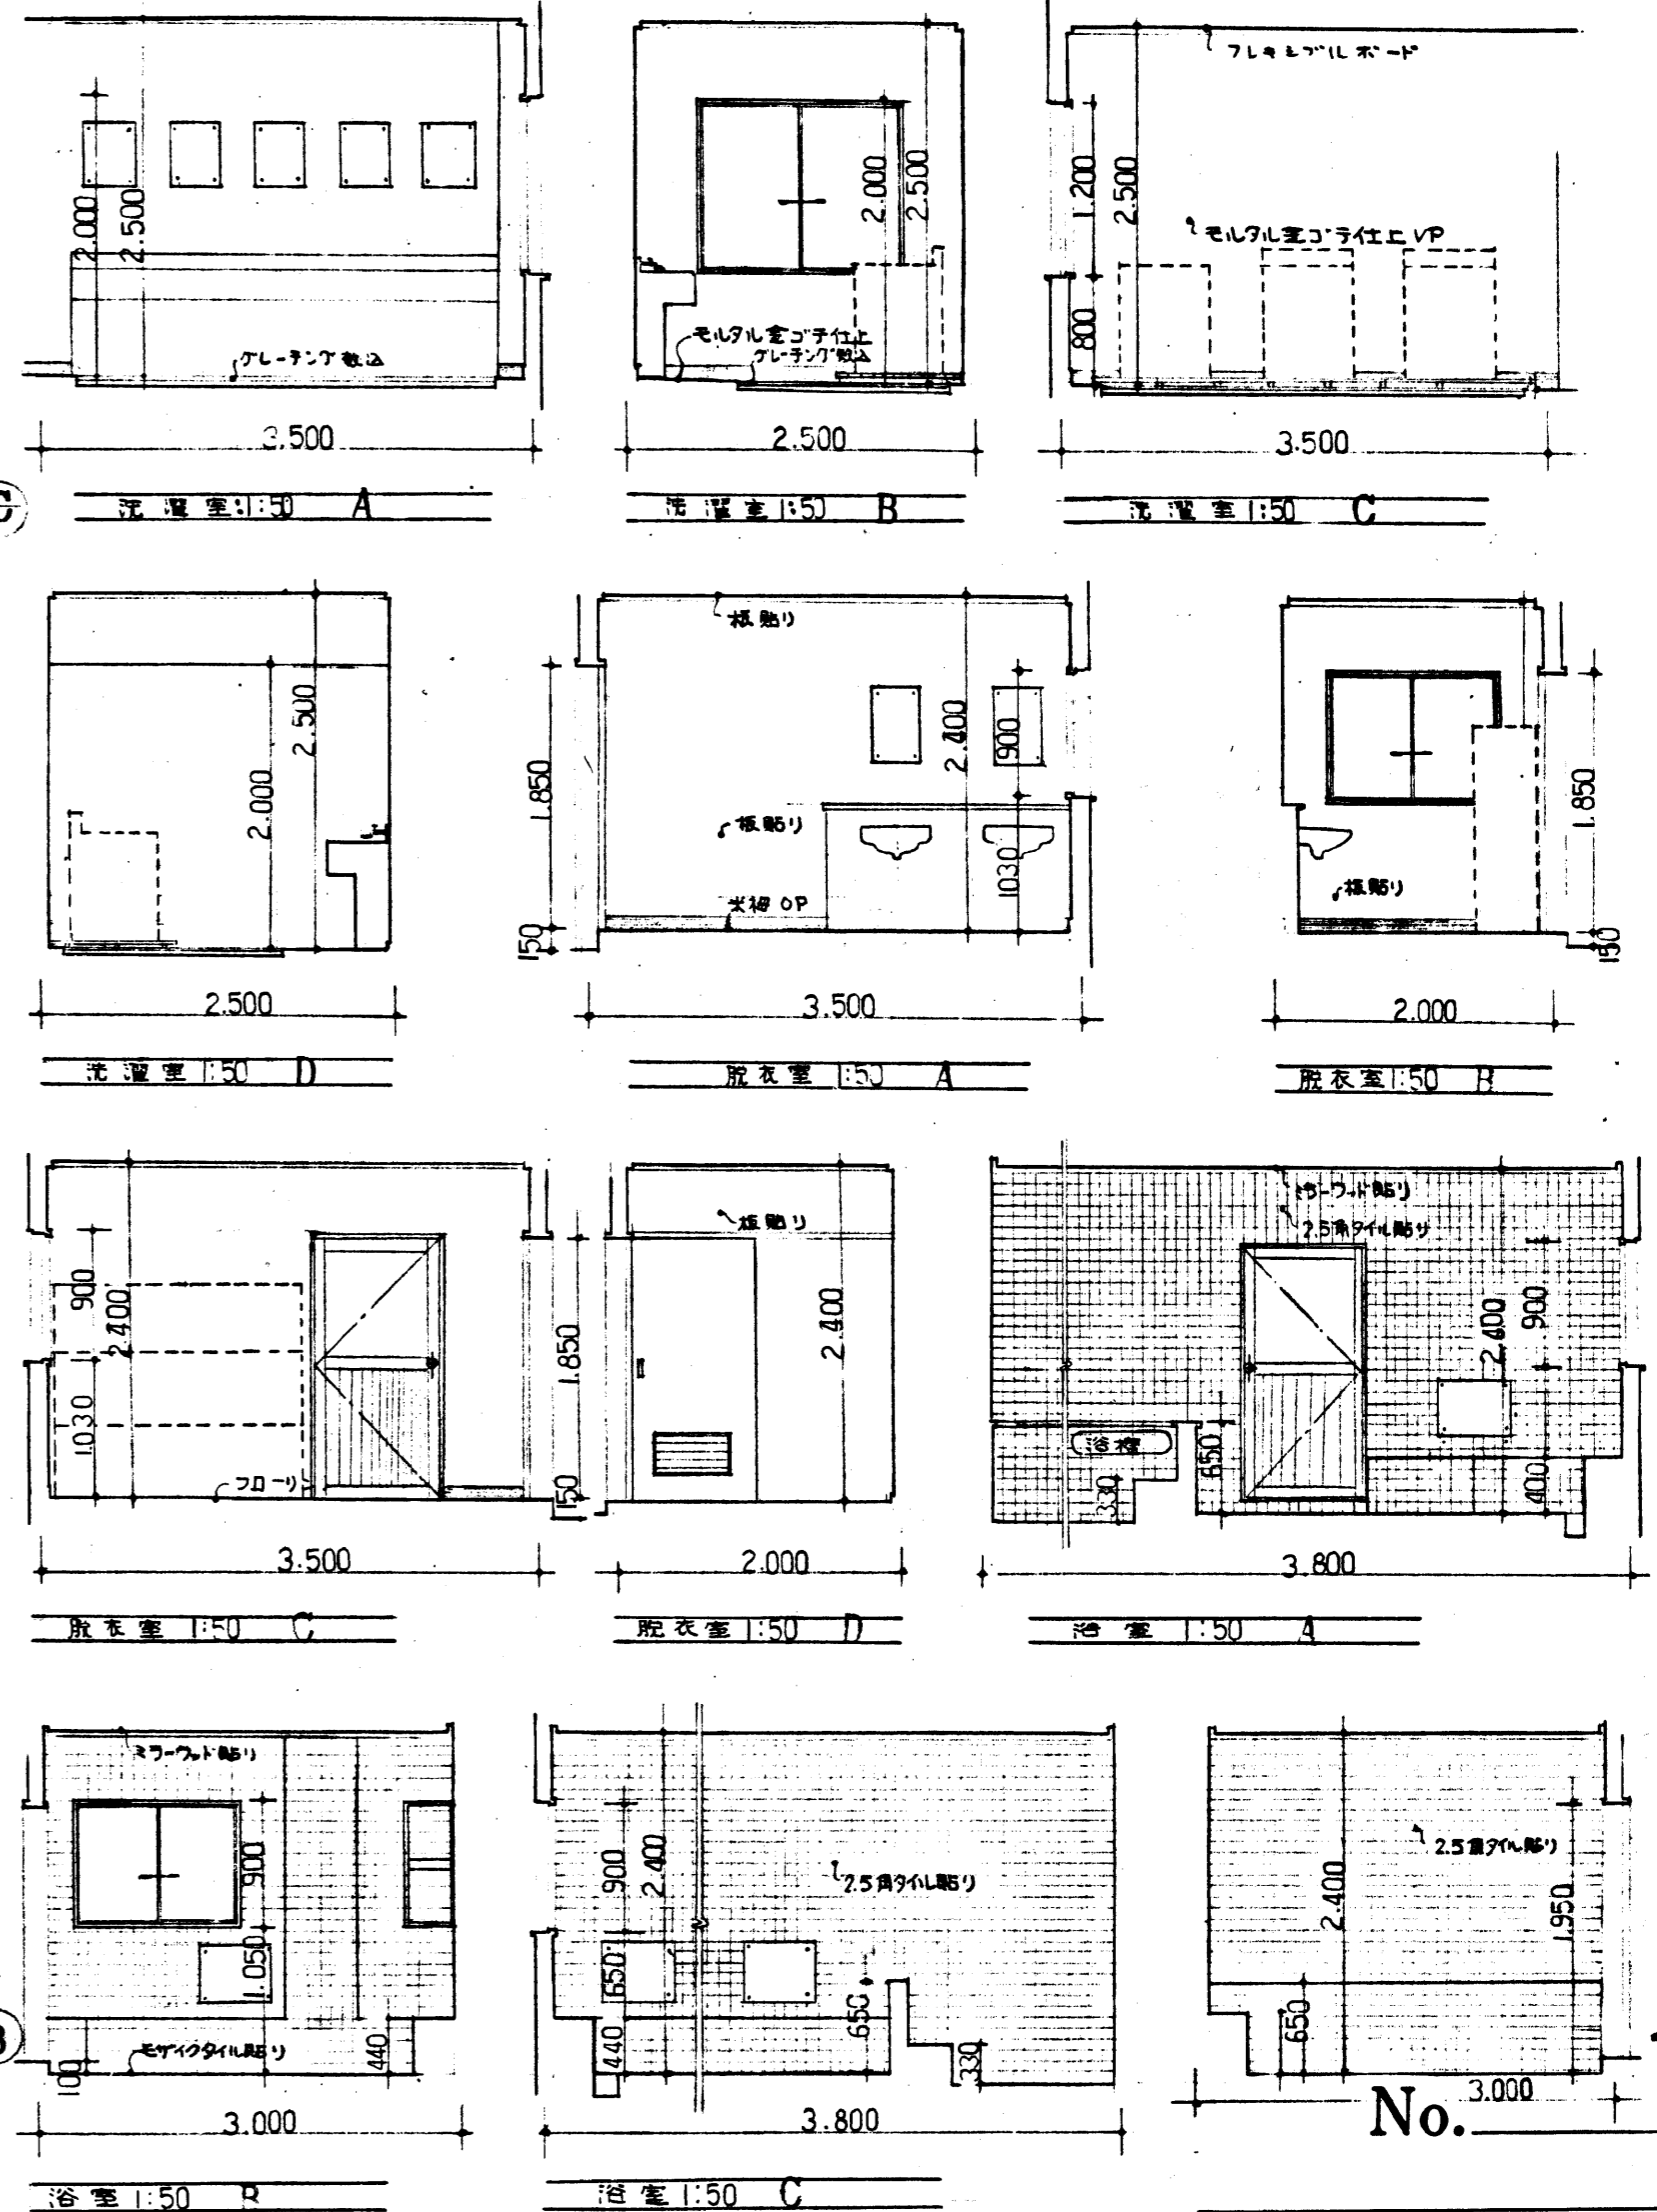 フレキシブルボード
2.000
2.500
グレーチング敷込
3.500
洗濯室 1:50 A
2.000
2.500
モルタル金ゴテ仕上
グレーチング敷込
2.500
洗濯室 1:50 B
1.200
2.500
800
モルタル金ゴテ仕上 VP
3.500
洗濯室 1:50 C
C
2.500
2.000
2.500
洗濯室 1:50 D
板貼り
1.850
2.400
900
板貼り
1030
木裙 OP
150
3.500
脱衣室 1:50 A
1.850
板貼り
150
2.000
脱衣室 1:50 B
900
2.400
1.030
フローリ
1.850
150
3.500
脱衣室 1:50 C
板貼り
2.400
2.000
脱衣室 1:50 D
ミラーウッド貼り
2.5角タイル貼り
2.400
900
浴槽
650
330
400
3.800
浴室 1:50 A
ミラーウッド貼り
900
1.050
モザイクタイル貼り
440
100
3.000
浴室 1:50 B
900
2.400
2.5角タイル貼り
650
650
440
330
3.800
浴室 1:50 C
2.5角タイル貼り
2.400
1.950
650
3.000
No.